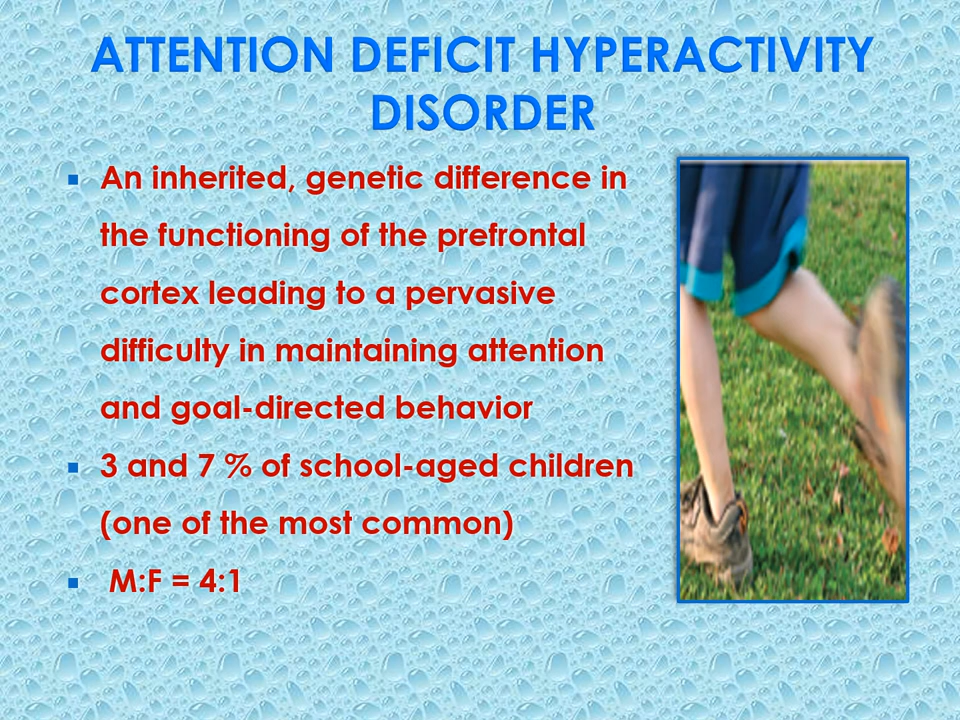 ATTENTION DEFICIT HYPERACTIVITY
DISORDER
▪ An inherited, genetic difference in
the functioning of the prefrontal
cortex leading to a pervasive
difficulty in maintaining attention
and goal-directed behavior
▪ 3 and 7 % of school-aged children
(one of the most common)
▪ M:F = 4:1